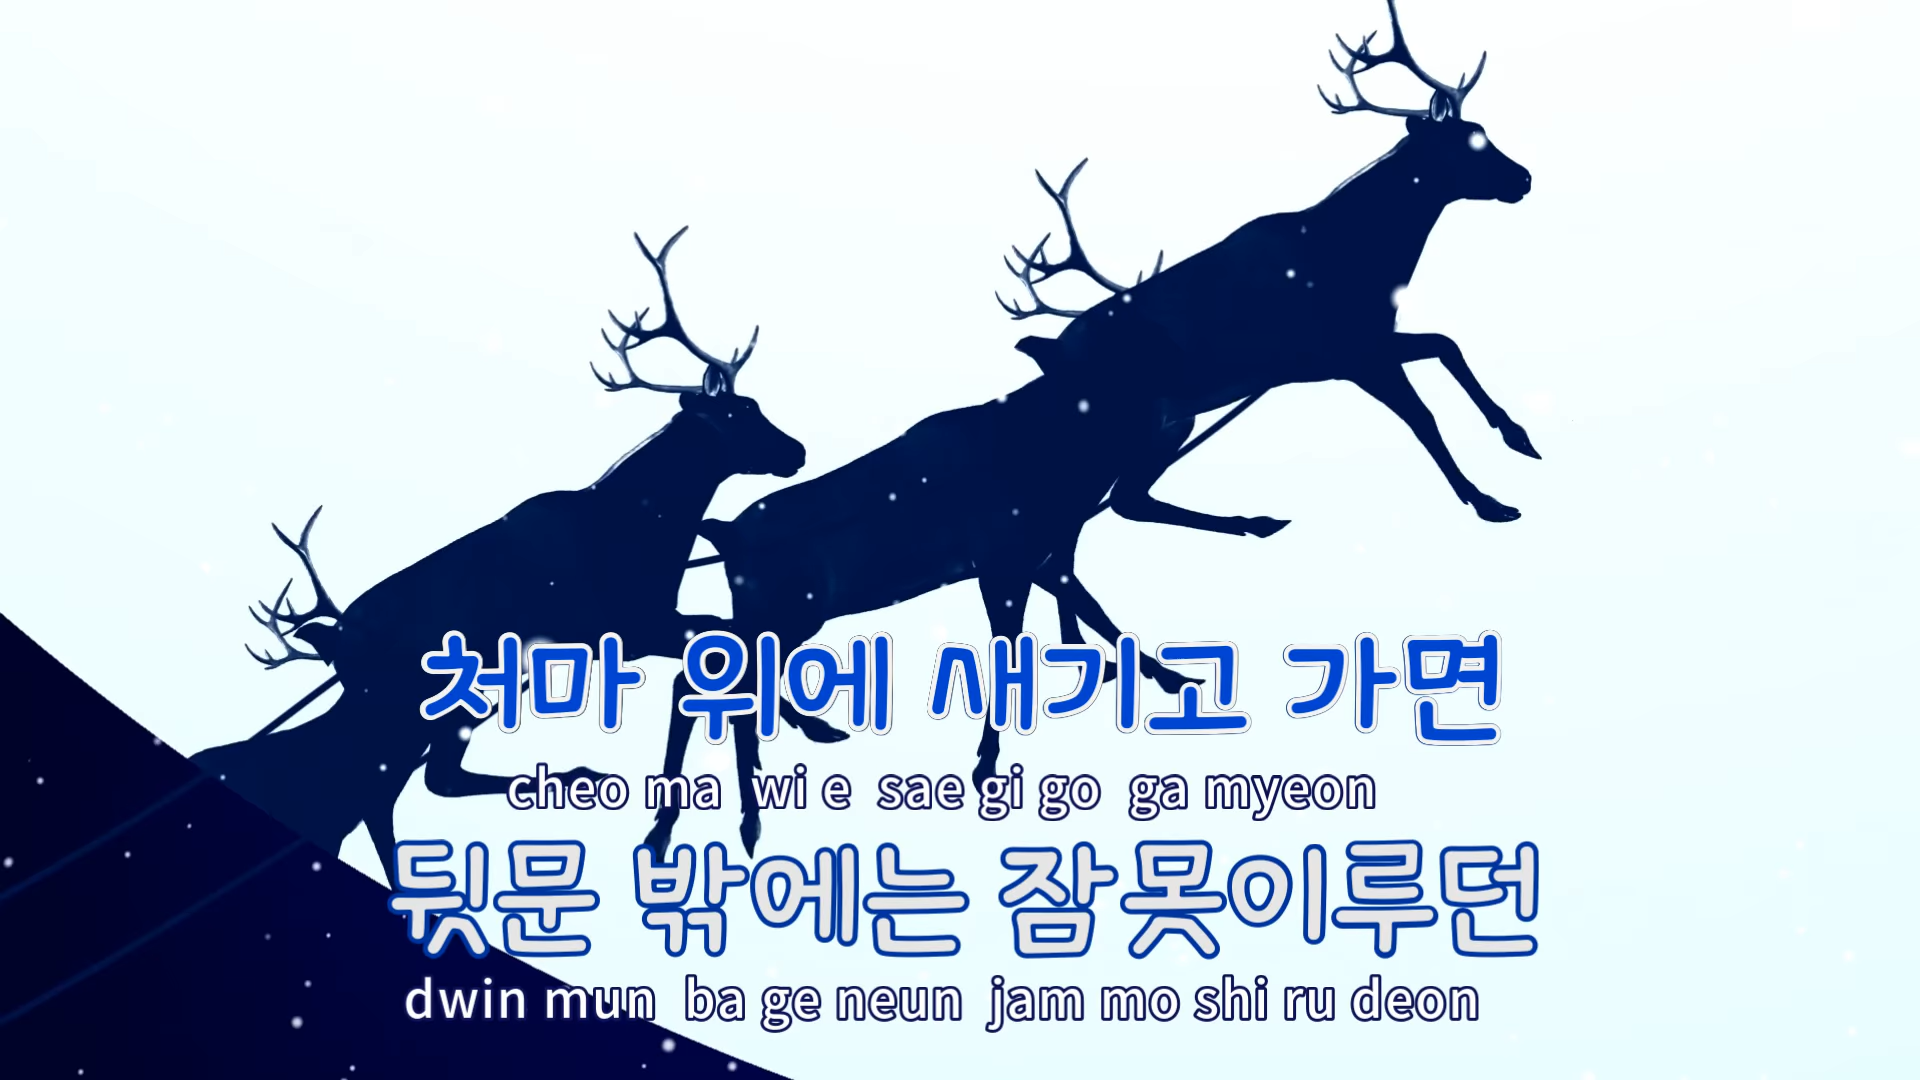 처마 위에 새기고 가면
cheo ma wi e sae gi go ga myeon
뒷문 밖에는 잠못이루던
dwin mun ba ge neun jam mo shi ru deon